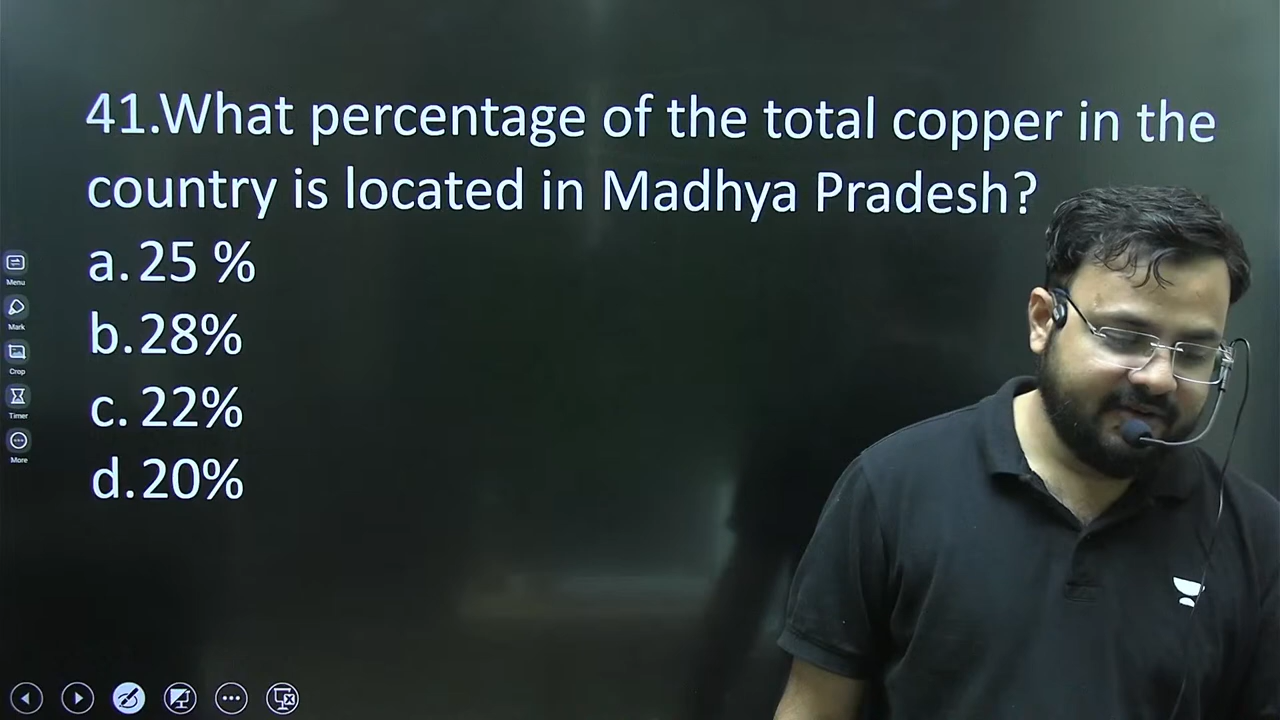 41.What percentage of the total copper in the
country is located in Madhya Pradesh?
a. 25 %
b. 28%
c. 22%
d. 20%
Menu
Mark
Crop
Timer
More